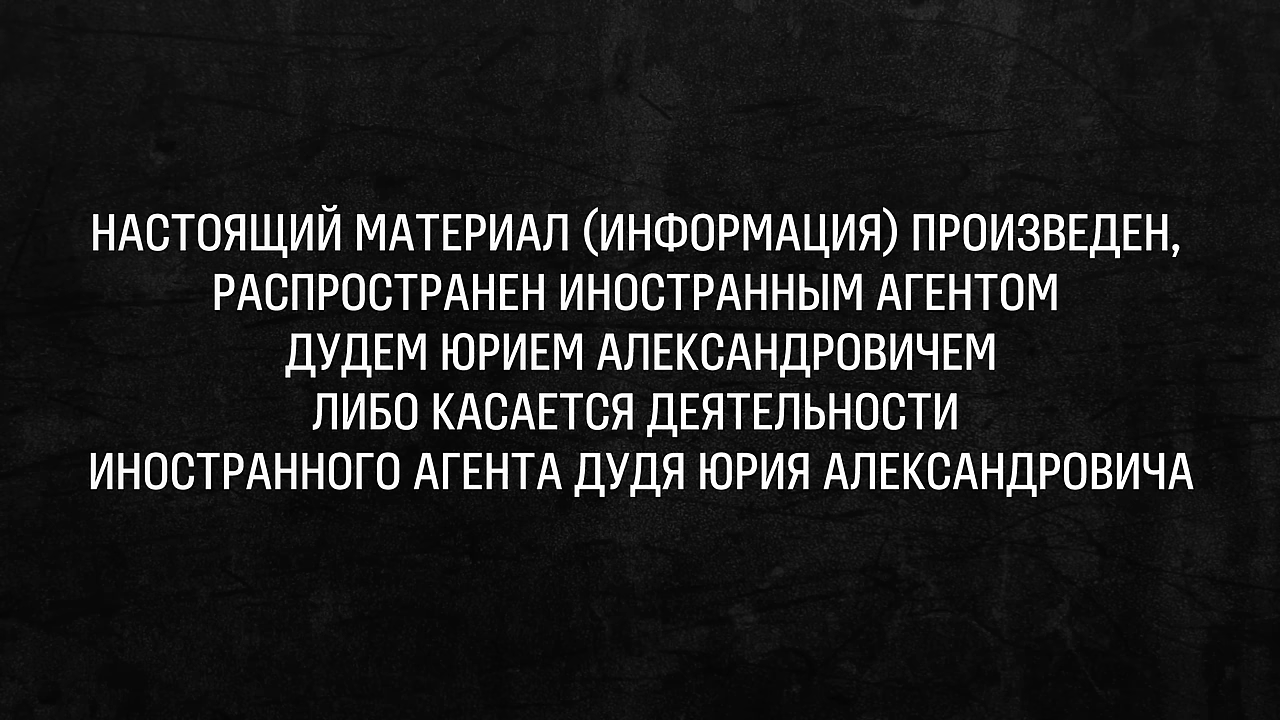 НАСТОЯЩИЙ МАТЕРИАЛ (ИНФОРМАЦИЯ) ПРОИЗВЕДЕН,
РАСПРОСТРАНЕН ИНОСТРАННЫМ АГЕНТОМ
ДУДЕМ ЮРИЕМ АЛЕКСАНДРОВИЧЕМ
ЛИБО КАСАЕТСЯ ДЕЯТЕЛЬНОСТИ
ИНОСТРАННОГО АГЕНТА ДУДЯ ЮРИЯ АЛЕКСАНДРОВИЧА